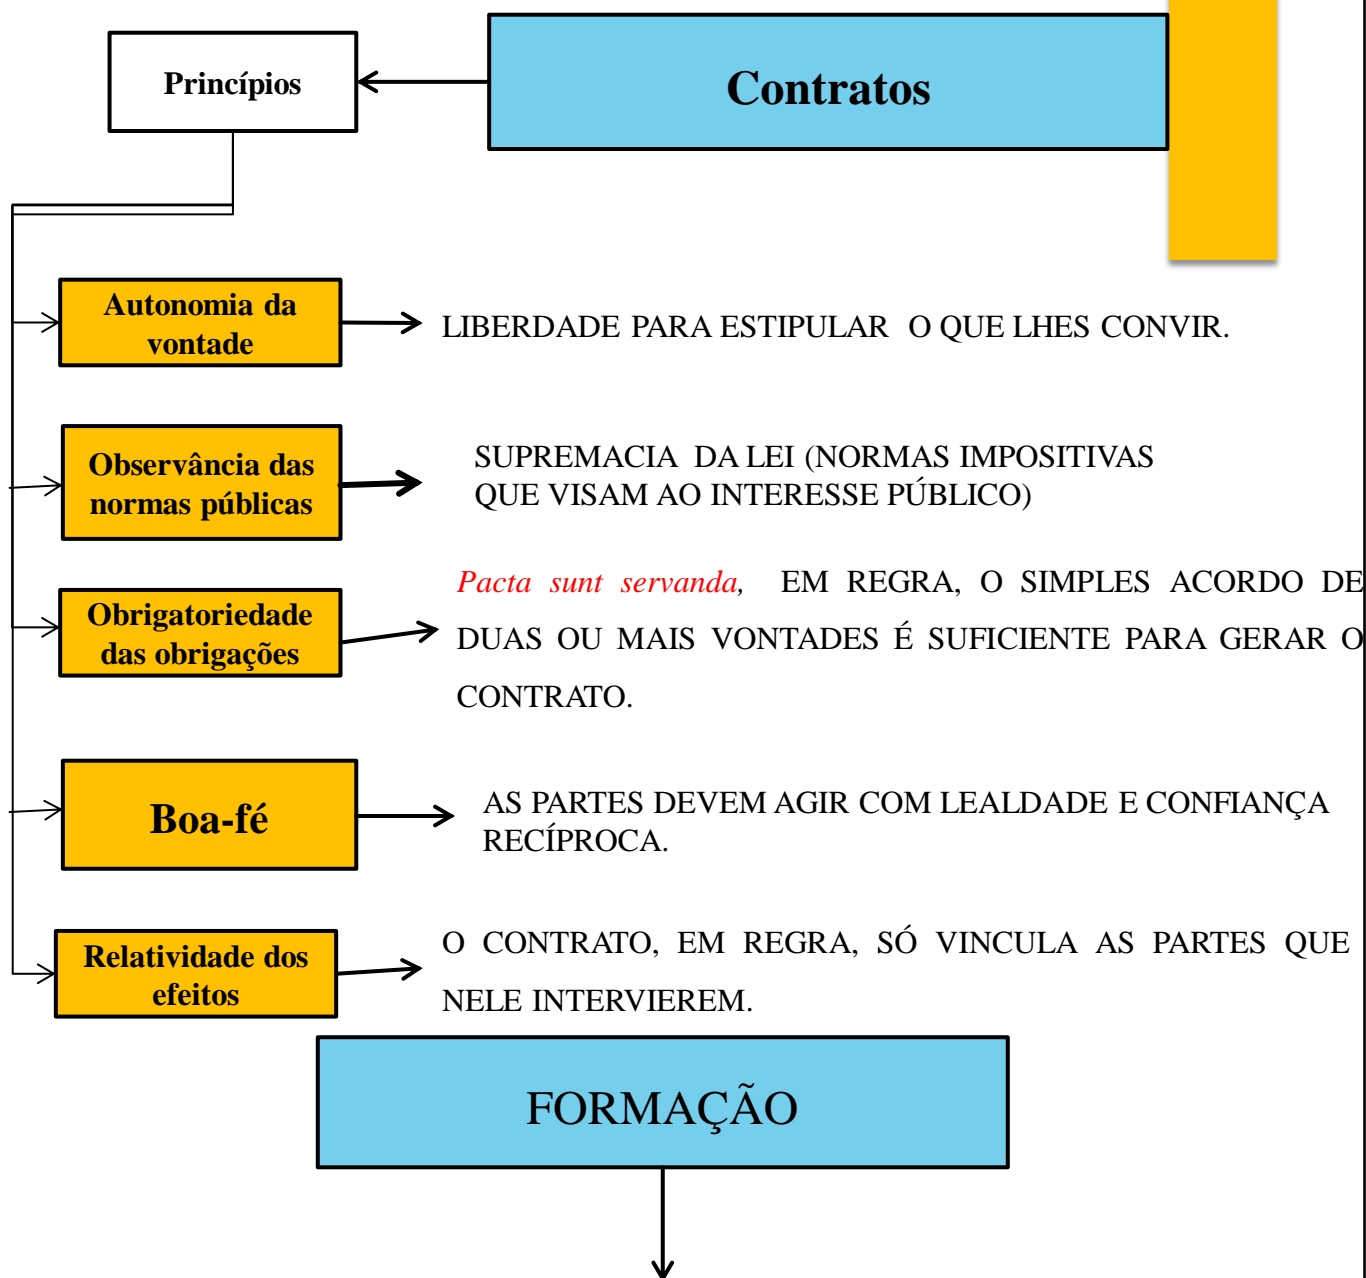 Princípios
Contratos
Autonomia da
vontade
LIBERDADE PARA ESTIPULAR O QUE LHES CONVIR.
Observância das
normas públicas
SUPREMACIA DA LEI (NORMAS IMPOSITIVAS
QUE VISAM AO INTERESSE PÚBLICO)
Obrigatoriedade
das obrigações
Pacta sunt servanda, EM REGRA, O SIMPLES ACORDO DE
DUAS OU MAIS VONTADES É SUFICIENTE PARA GERAR O
CONTRATO.
Boa-fé
AS PARTES DEVEM AGIR COM LEALDADE E CONFIANÇA
RECÍPROCA.
Relatividade dos
efeitos
O CONTRATO, EM REGRA, SÓ VINCULA AS PARTES QUE
NELE INTERVIEREM.
FORMAÇÃO